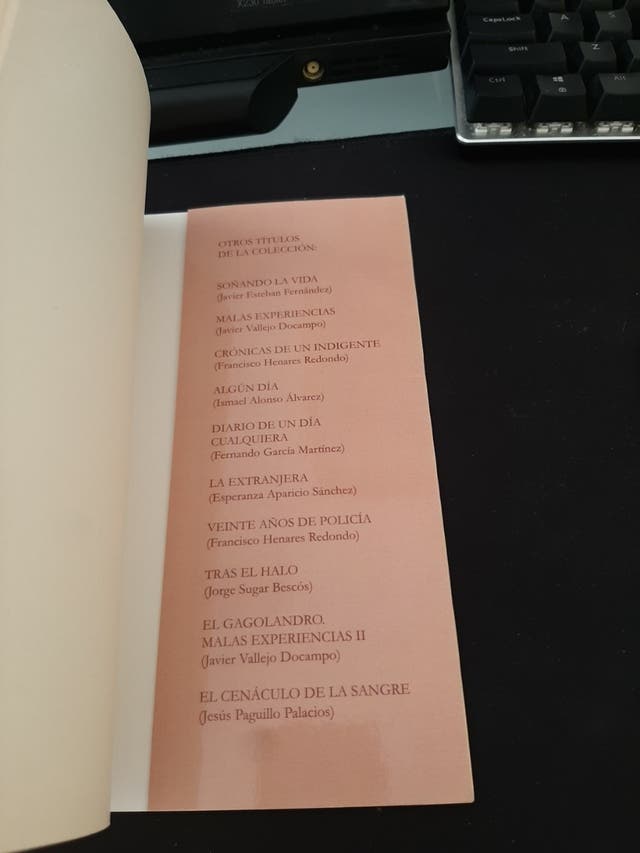 X230 tablet
CapsLock
A
S
Shift
Z
Ctrl
Alt
OTROS TÍTULOS
DE LA COLECCIÓN:
SOÑANDO LA VIDA
(Javier Esteban Fernández)
MALAS EXPERIENCIAS
(Javier Vallejo Docampo)
CRÓNICAS DE UN INDIGENTE
(Francisco Henares Redondo)
ALGÚN DÍA
(Ismael Alonso Álvarez)
DIARIO DE UN DÍA
CUALQUIERA
(Fernando García Martínez)
LA EXTRANJERA
(Esperanza Aparicio Sánchez)
VEINTE AÑOS DE POLICÍA
(Francisco Henares Redondo)
TRAS EL HALO
(Jorge Sugar Bescós)
EL GAGOLANDRO.
MALAS EXPERIENCIAS II
(Javier Vallejo Docampo)
EL CENÁCULO DE LA SANGRE
(Jesús Paguillo Palacios)